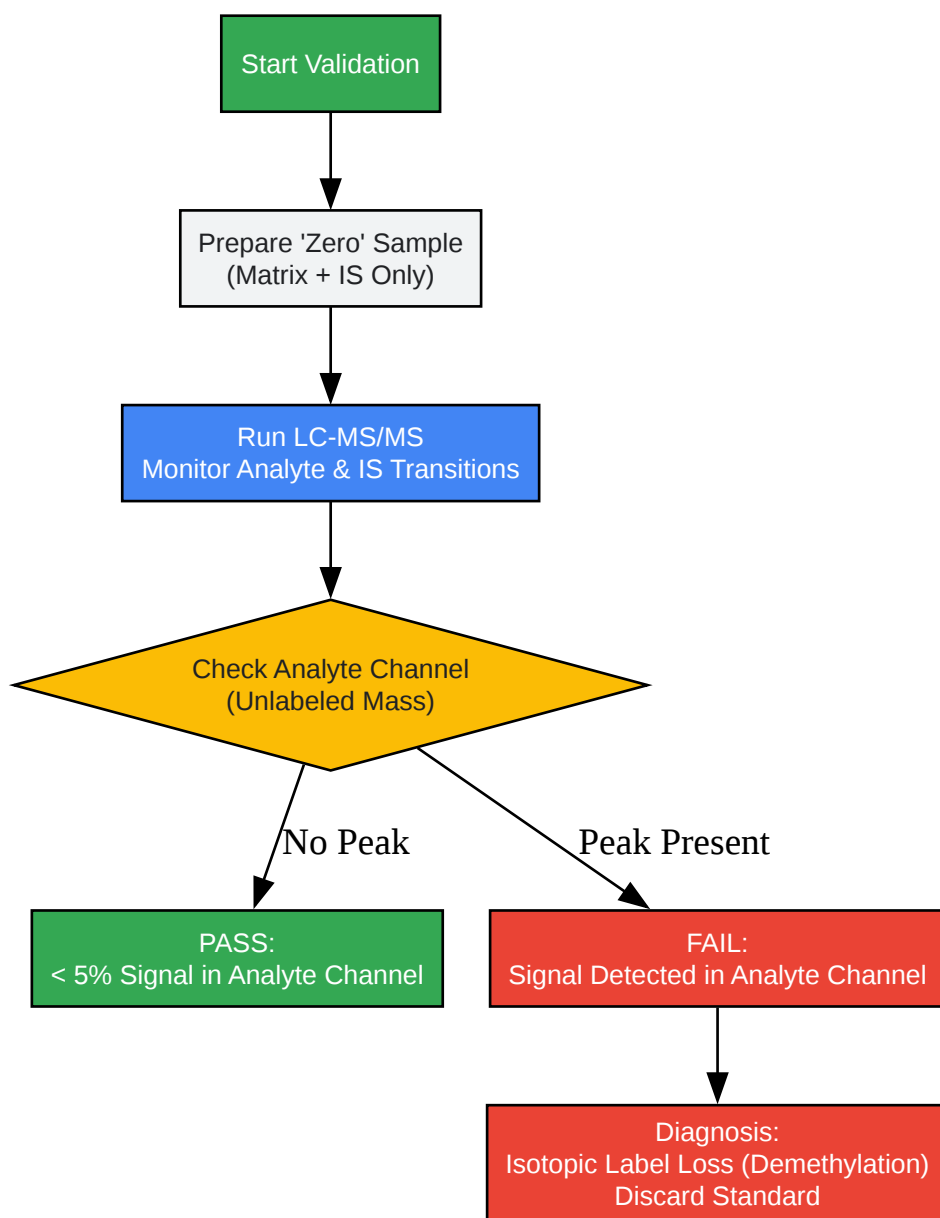 Start Validation
Prepare 'Zero' Sample
(Matrix + IS Only)
Run LC-MS/MS
Monitor Analyte & IS Transitions
Check Analyte Channel
(Unlabeled Mass)
No Peak
Peak Present
PASS:
< 5% Signal in Analyte Channel
FAIL:
Signal Detected in Analyte Channel
Diagnosis:
Isotopic Label Loss (Demethylation)
Discard Standard